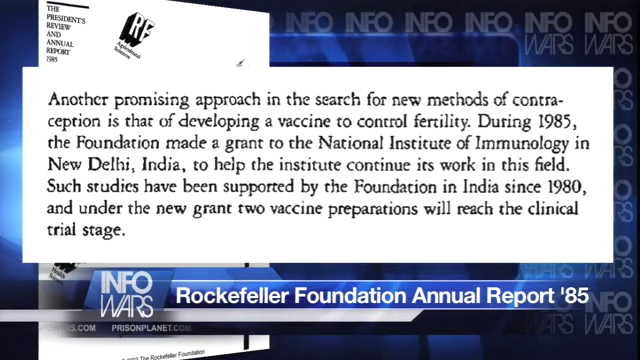 THE
PRESIDENT'S
REVIEW
AND
ANNUAL
REPORT
1985
RF
Agricultural
Sciences
INFO INFO INFO
WARS WARS
Another promising approach in the search for new methods of contra-
ception is that of developing a vaccine to control fertility. During 1985,
the Foundation made a grant to the National Institute of Immunology in
New Delhi, India, to help the institute continue its work in this field.
Such studies have been supported by the Foundation in India since 1980,
and under the new grant two vaccine preparations will reach the clinical
trial stage.
Health
Sciences
INFO
WARS
Rockefeller Foundation Annual Report '85
PRISONPLANET.COM
The Rockefeller Foundation